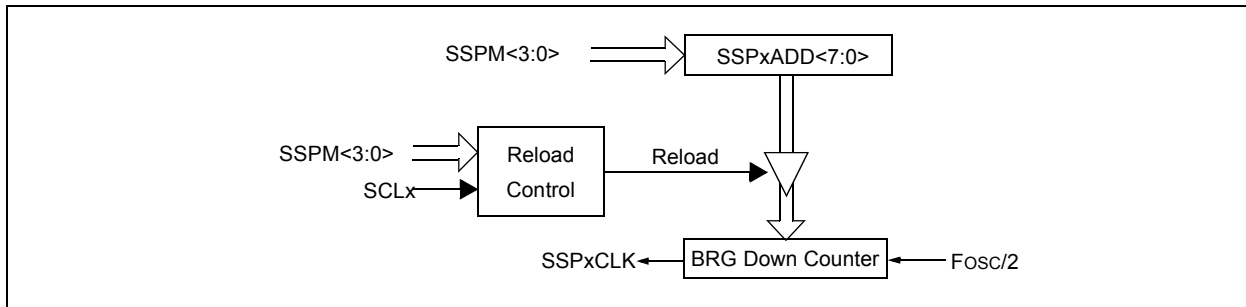 SSPM<3:0>
SSPxADD<7:0>
SSPM<3:0>
Reload
Control
Reload
SCLx
SSPxCLK
BRG Down Counter
FOSC/2